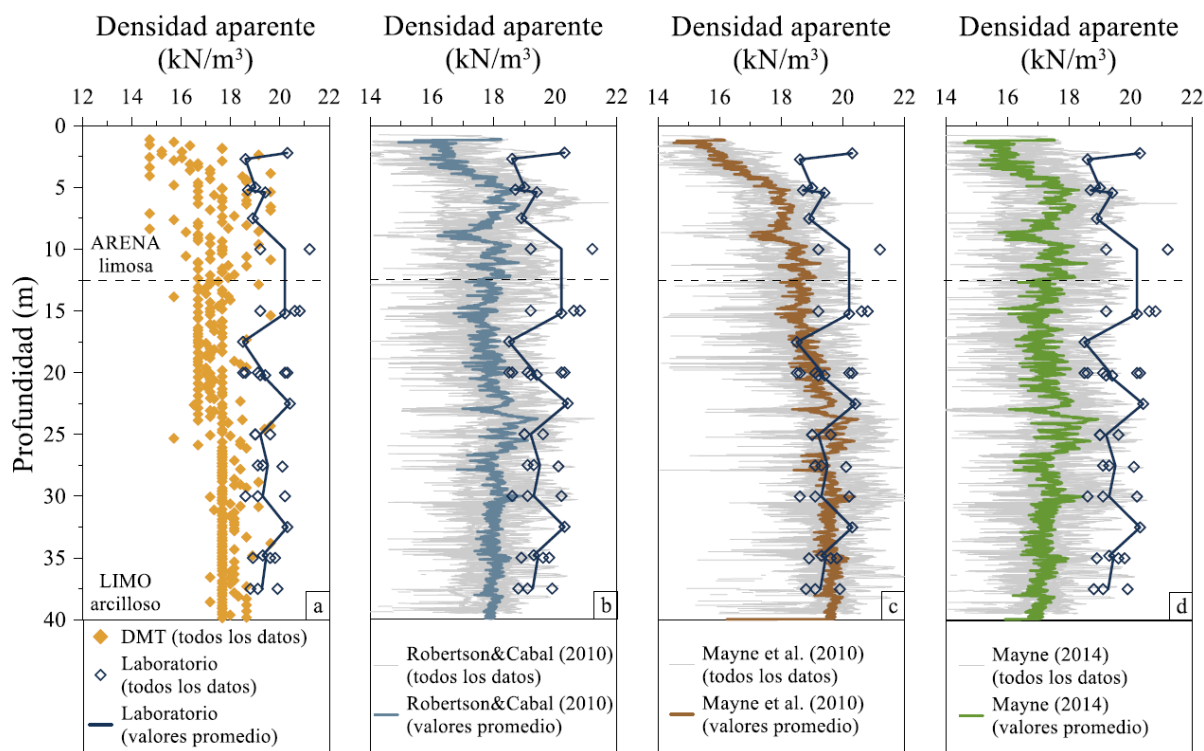 Densidad aparente
(kN/m³)
12 14 16 18 20 22
Densidad aparente
(kN/m³)
14 16 18 20 22
Densidad aparente
(kN/m³)
14 16 18 20 22
Densidad aparente
(kN/m³)
14 16 18 20 22
Profundidad (m)
0
5
10
15
20
25
30
35
40
ARENA
limosa
LIMO
arcilloso
a
b
c
d
DMT (todos los datos)
Laboratorio
(todos los datos)
Laboratorio
(valores promedio)
Robertson&Cabal (2010)
(todos los datos)
Robertson&Cabal (2010)
(valores promedio)
Mayne et al. (2010)
(todos los datos)
Mayne et al. (2010)
(valores promedio)
Mayne (2014)
(todos los datos)
Mayne (2014)
(valores promedio)